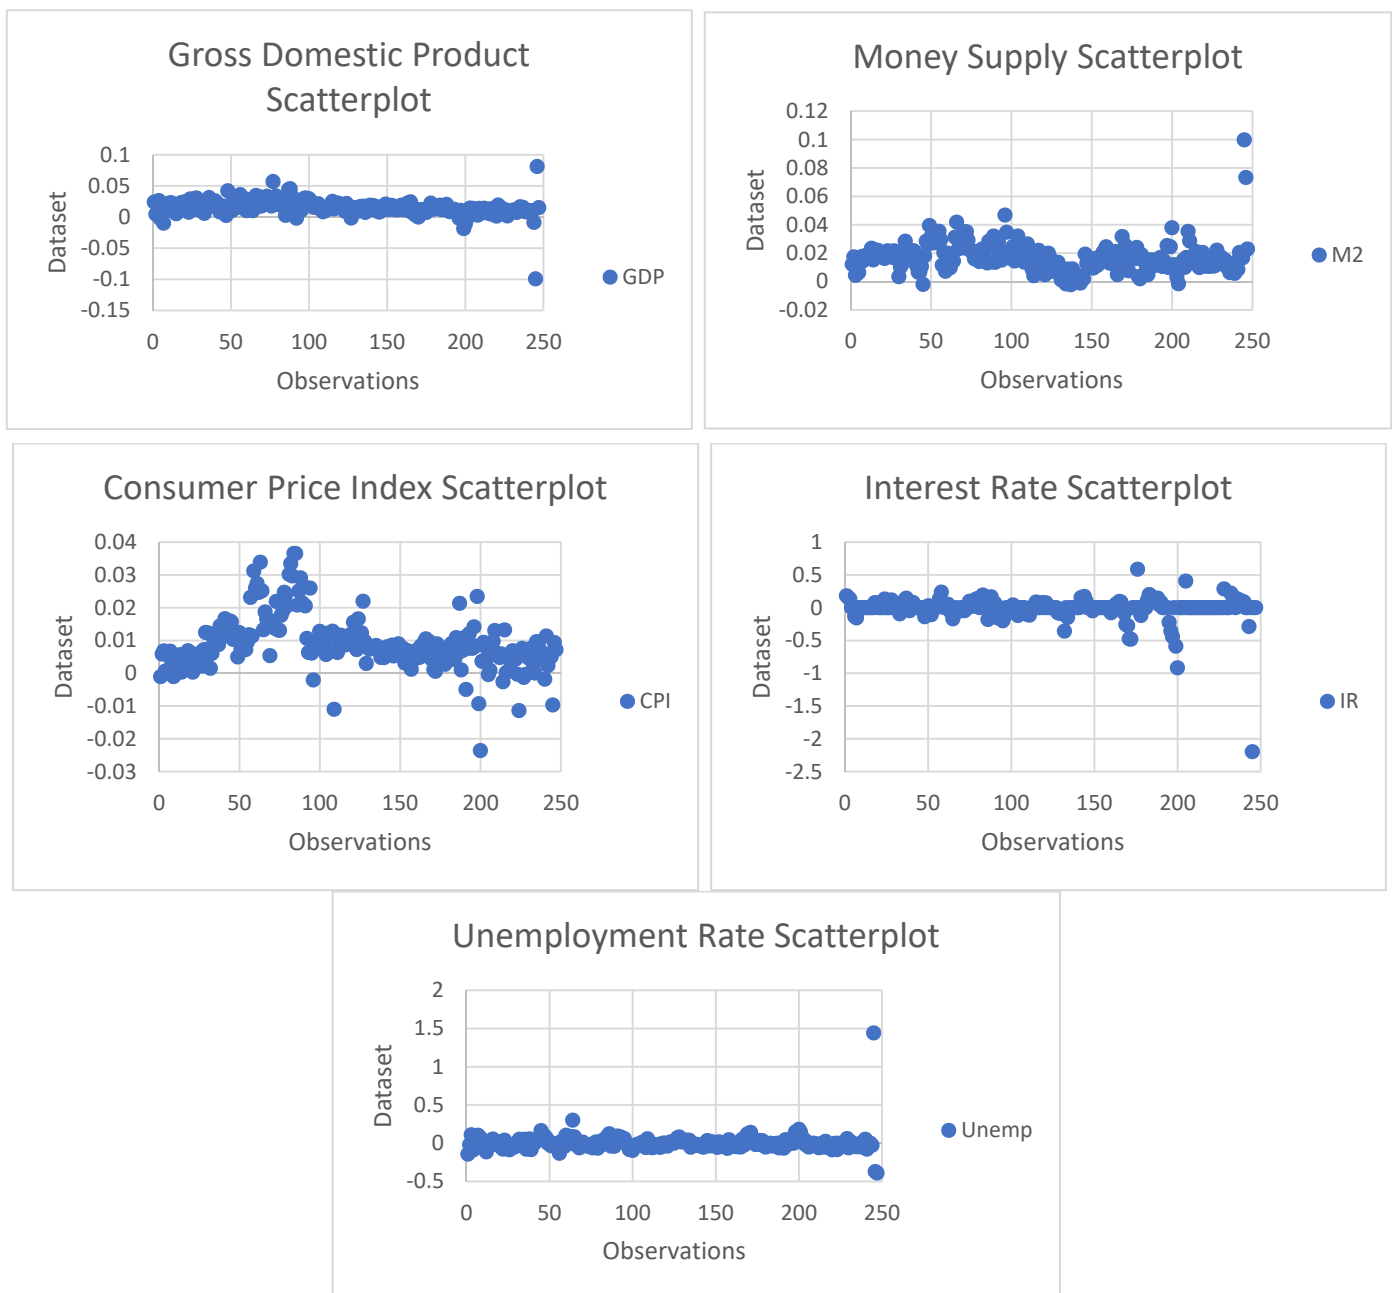 Gross Domestic Product
Scatterplot
0.1
0.05
0
-0.05
-0.1
-0.15
Dataset
0 50 100 150 200 250
Observations
GDP
Money Supply Scatterplot
0.12
0.1
0.08
0.06
0.04
0.02
0
-0.02
Dataset
0 50 100 150 200 250
Observations
M2
Consumer Price Index Scatterplot
0.04
0.03
0.02
0.01
0
-0.01
-0.02
-0.03
Dataset
0 50 100 150 200 250
Observations
CPI
Interest Rate Scatterplot
1
0.5
0
-0.5
-1
-1.5
-2
-2.5
Dataset
0 50 100 150 200 250
Observations
IR
Unemployment Rate Scatterplot
2
1.5
1
0.5
0
-0.5
Dataset
0 50 100 150 200 250
Observations
Unemp